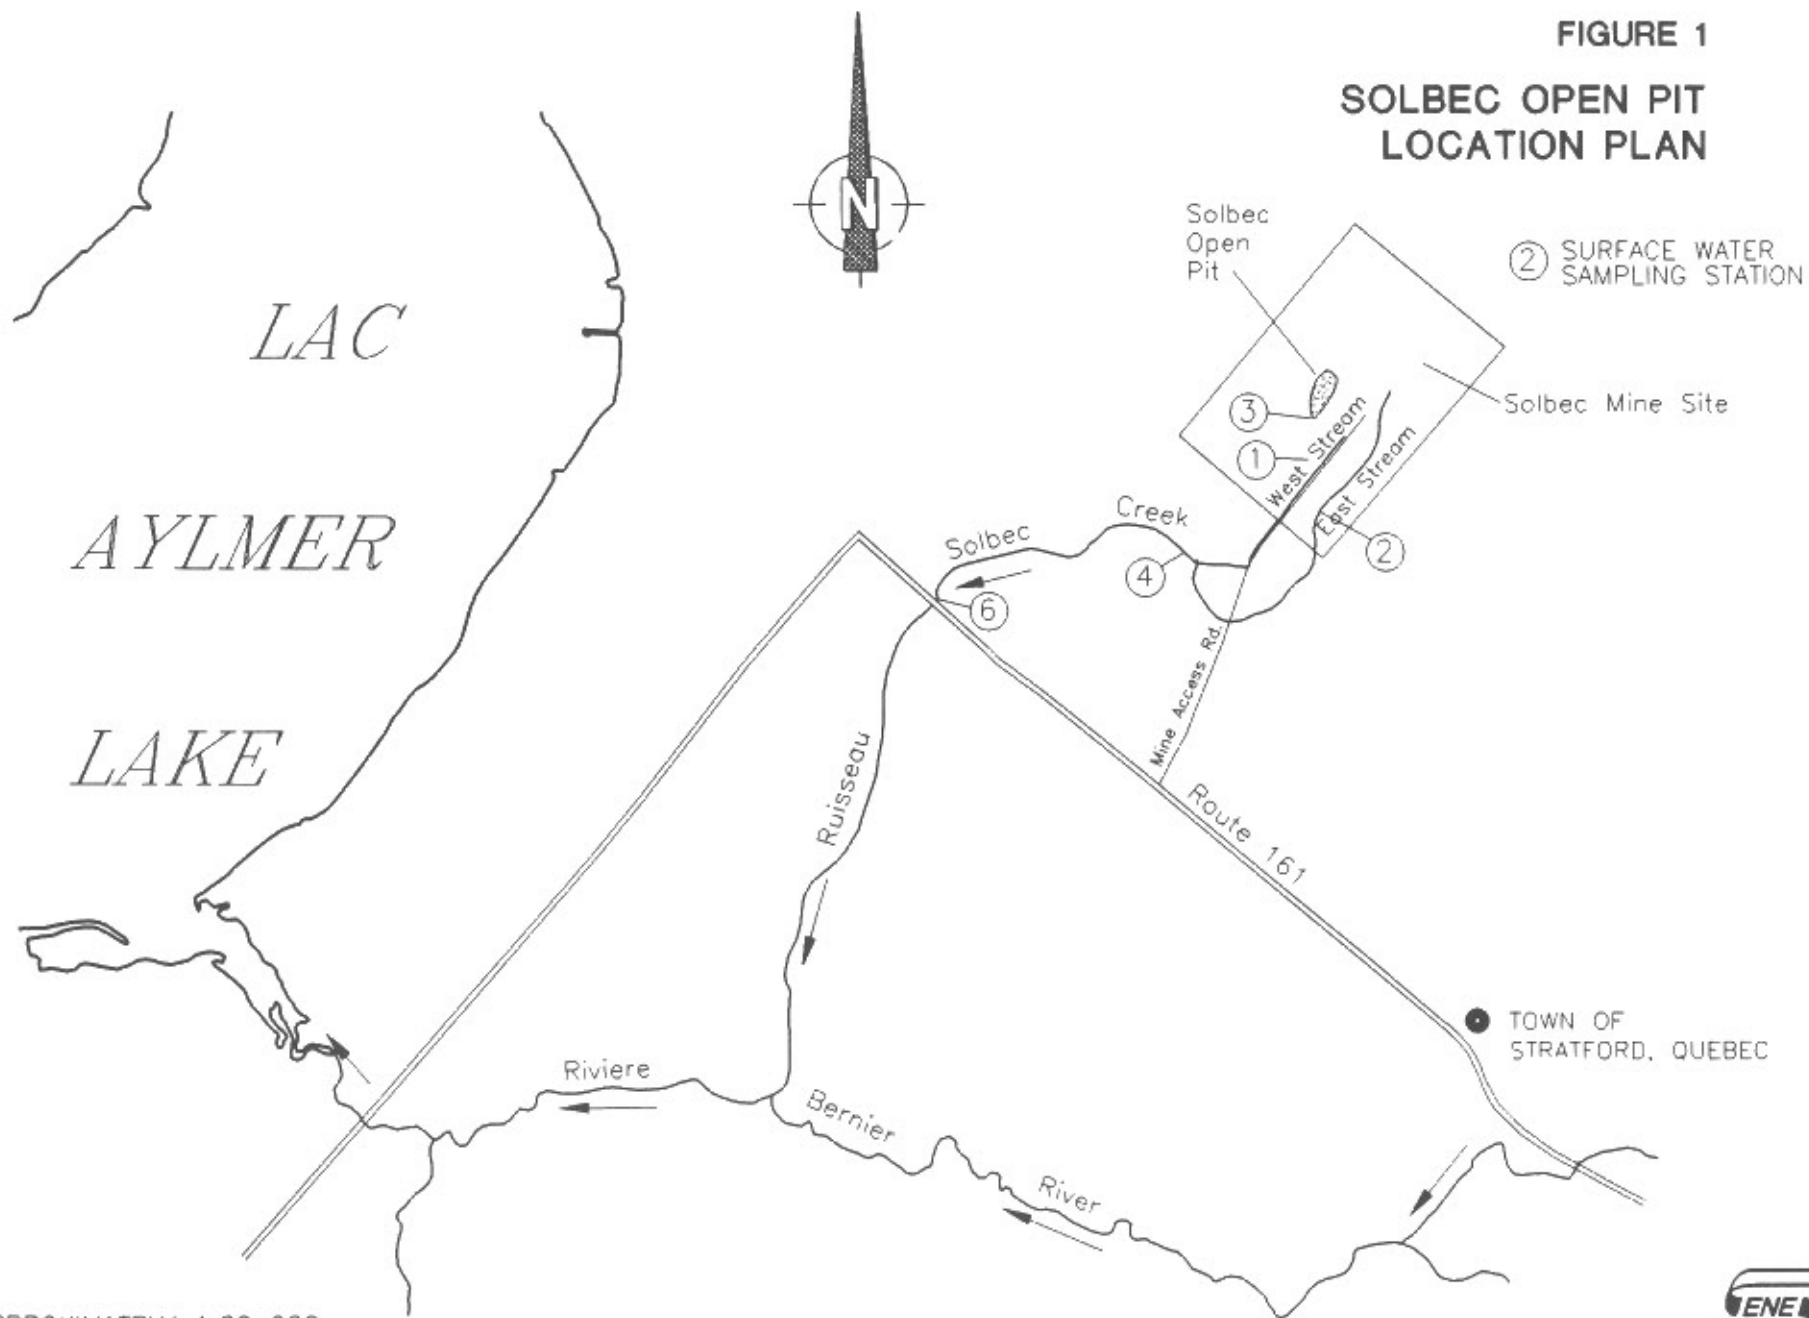 FIGURE 1
SOLBEC OPEN PIT
LOCATION PLAN
N
Solbec
Open
Pit
2 SURFACE WATER
SAMPLING STATION
LAC
AYLMER
LAKE
Solbec Mine Site
3
1
West Stream
East Stream
2
Solbec Creek
4
6
Mine Access Rd.
Ruisseau
Route 161
TOWN OF
STRATFORD, QUEBEC
Riviere
Bernier
River
ENE